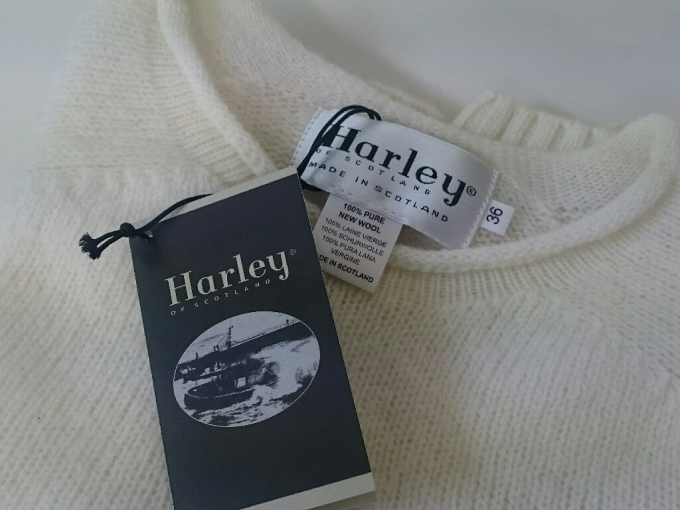 Harley®
OF SCOTLAND
MADE IN SCOTLAND
36
100% PURE
NEW WOOL
100% LAINE VIERGE
100% SCHURWOLLE
100% PURA LANA
VERGINE
DE IN SCOTLAND
Harley®
OF SCOTLAND